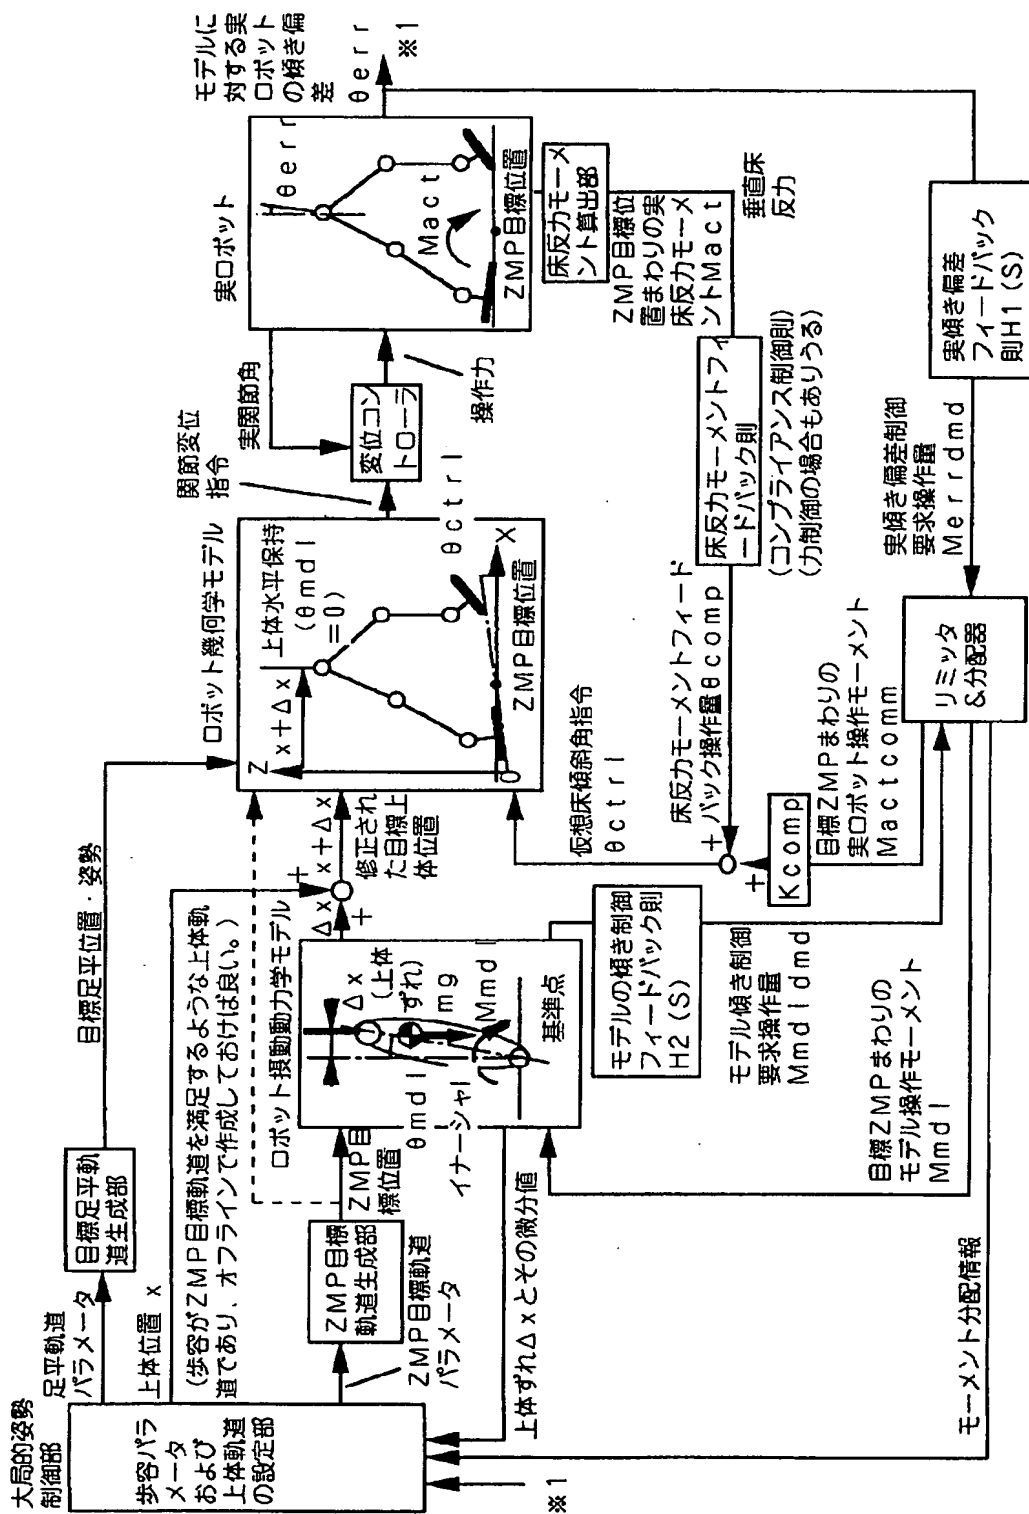 大局的姿勢
制御部
歩容パラ
メータ
および
上体軌道
の設定部
※1
足平軌道
パラメータ
目標足平軌
道生成部
目標足平位置・姿勢
上体位置 x
(歩容がZMP目標軌道を満足するような上体軌
道であり、オフラインで作成しておけば良い。)
ZMP目標
軌道生成部
ZMP目標軌道
パラメータ
ZMP目
標位置
ロボット摂動動力学モデル
Δx
(上体
ずれ)
mg
Mmdl
θmdl
イナーシャI
基準点
上体ずれΔxとその微分値
Δx
+
+
x+Δx
修正され
た目標上
体位置
ロボット幾何学モデル
Z
x+Δx
上体水平保持
(θmdl
=0)
θctrl
X
O
ZMP目標位置
関節変位
指令
実関節角
変位コン
トローラ
操作力
実ロボット
θerr
Mact
ZMP目標位置
モデルに
対する実
ロボット
の傾き偏
差
θerr
※1
床反力モーメ
ント算出部
ZMP目標位
置まわりの実
床反力モーメ
ントMact
垂直床
反力
床反力モーメントフィ
ードバック則
(コンプライアンス制御則)
(力制御の場合もありうる)
床反力モーメントフィード
バック操作量θcomp
仮想床傾斜角指令
θctrl
+
+
Kcomp
目標ZMPまわりの
実ロボット操作モーメント
Mactcomm
モデルの傾き制御
フィードバック則
H2(S)
モデル傾き制御
要求操作量
Mmdldmd
目標ZMPまわりの
モデル操作モーメント
Mmdl
リミッタ
&分配器
実傾き偏差制御
要求操作量
Merrdmd
実傾き偏差
フィードバック
則H1(S)
モーメント分配情報